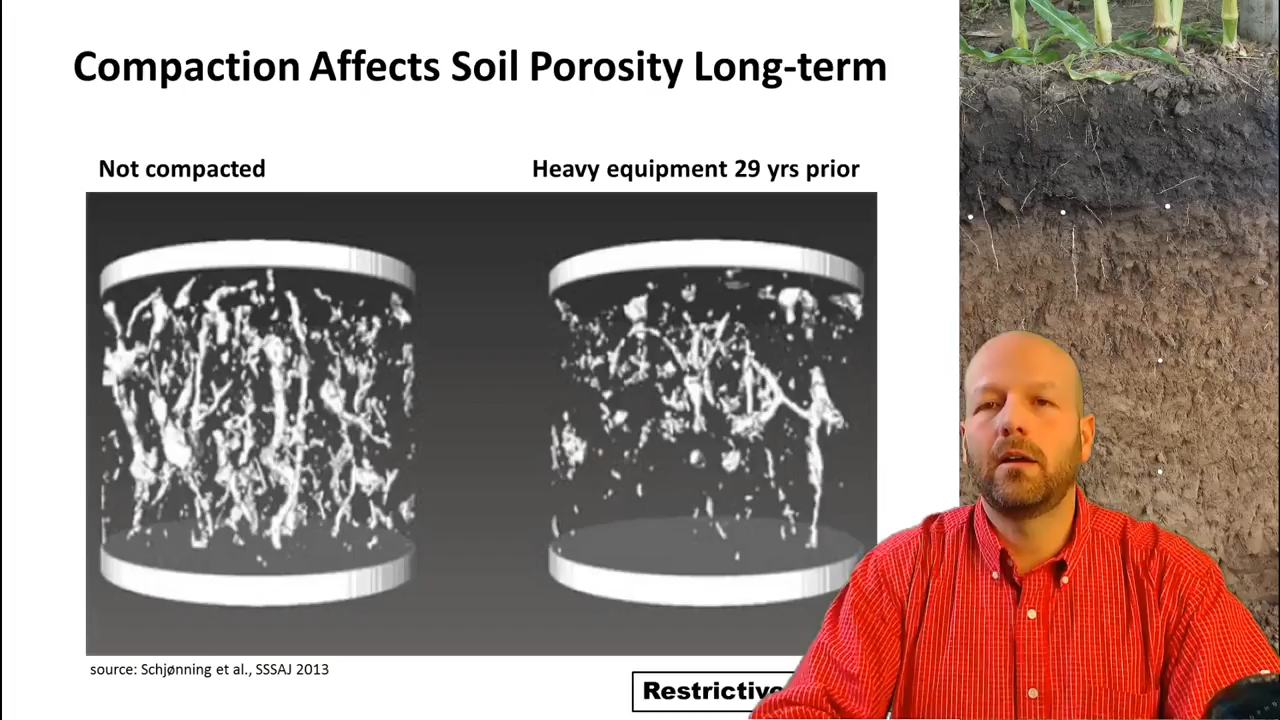 Compaction Affects Soil Porosity Long-term
Not compacted
Heavy equipment 29 yrs prior
source: Schjønning et al., SSSAJ 2013